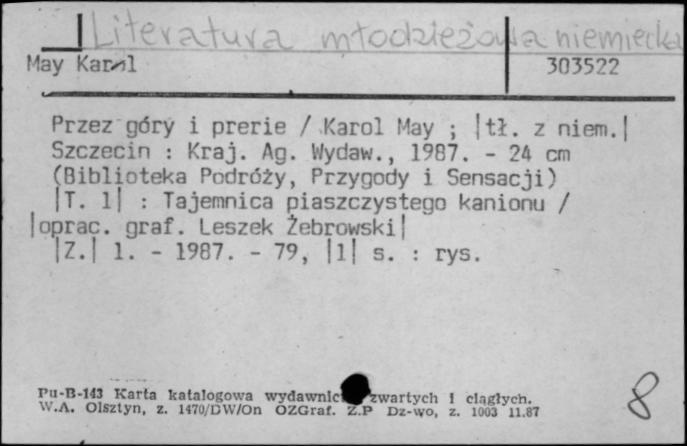 Literatura młodzieżowa niemiecka
May Karol 303522
Przez góry i prerie / Karol May ; |tł. z niem.|
Szczecin : Kraj. Ag. Wydaw., 1987. - 24 cm
(Biblioteka Podróży, Przygody i Sensacji)
|T. 1| : Tajemnica piaszczystego kanionu /
|oprac. graf. Leszek Żebrowski|
|Z.| 1. - 1987. - 79, |1| s. : rys.
Pu-B-143 Karta katalogowa zwartych i ciągłych.
W.A. Olsztyn, z. 1470/DW/On OZGraf. Z.P Dz-wo, z. 1003 11.87
8